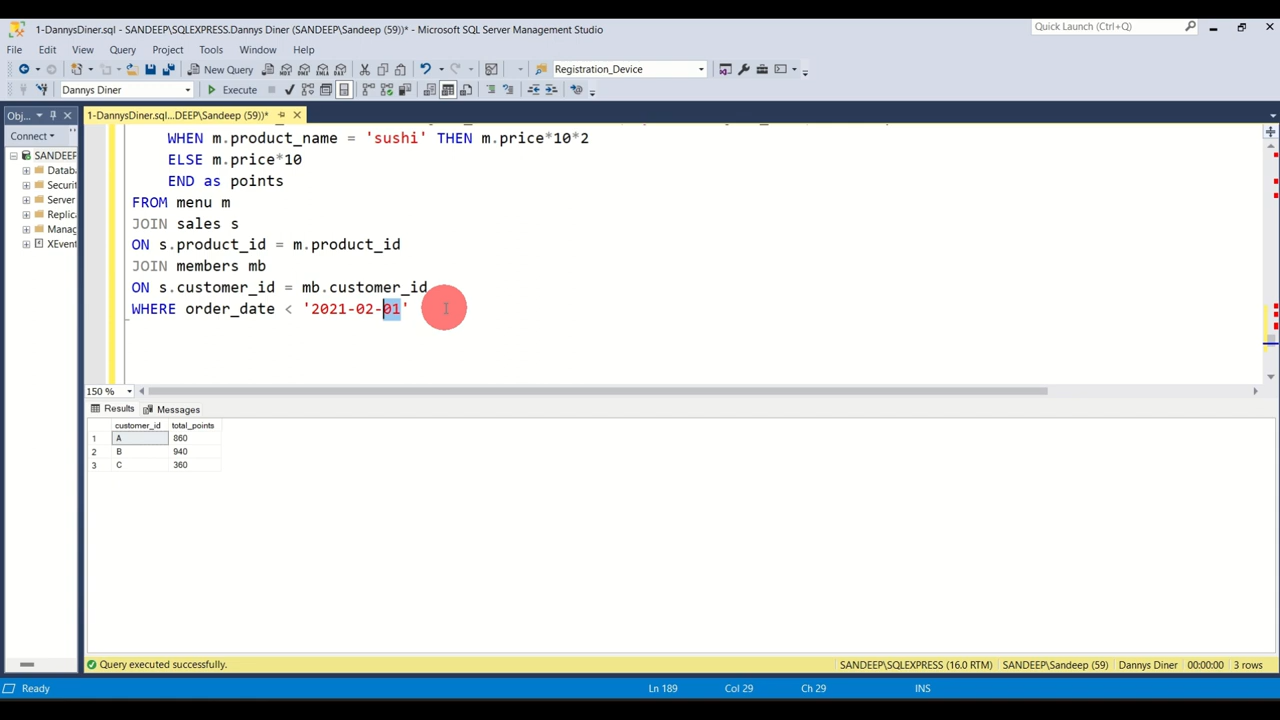 1-DannysDiner.sql - SANDEEP\SQLEXPRESS.Dannys Diner (SANDEEP\Sandeep (59))* - Microsoft SQL Server Management Studio
Quick Launch (Ctrl+Q)
File Edit View Query Project Tools Window Help
New Query MDX DMX XMLA DAX Registration_Device
Dannys Diner Execute
Obj... 1-DannysDiner.sql...DEEP\Sandeep (59))*
Connect
SANDEEP
Datab
Securit
Server
Replic
Manag
XEvent
WHEN m.product_name = 'sushi' THEN m.price*10*2
ELSE m.price*10
END as points
FROM menu m
JOIN sales s
ON s.product_id = m.product_id
JOIN members mb
ON s.customer_id = mb.customer_id
WHERE order_date < '2021-02-01'
150 %
Results Messages
customer_id total_points
1 A 860
2 B 940
3 C 360
Query executed successfully. SANDEEP\SQLEXPRESS (16.0 RTM) SANDEEP\Sandeep (59) Dannys Diner 00:00:00 3 rows
Ready Ln 189 Col 29 Ch 29 INS